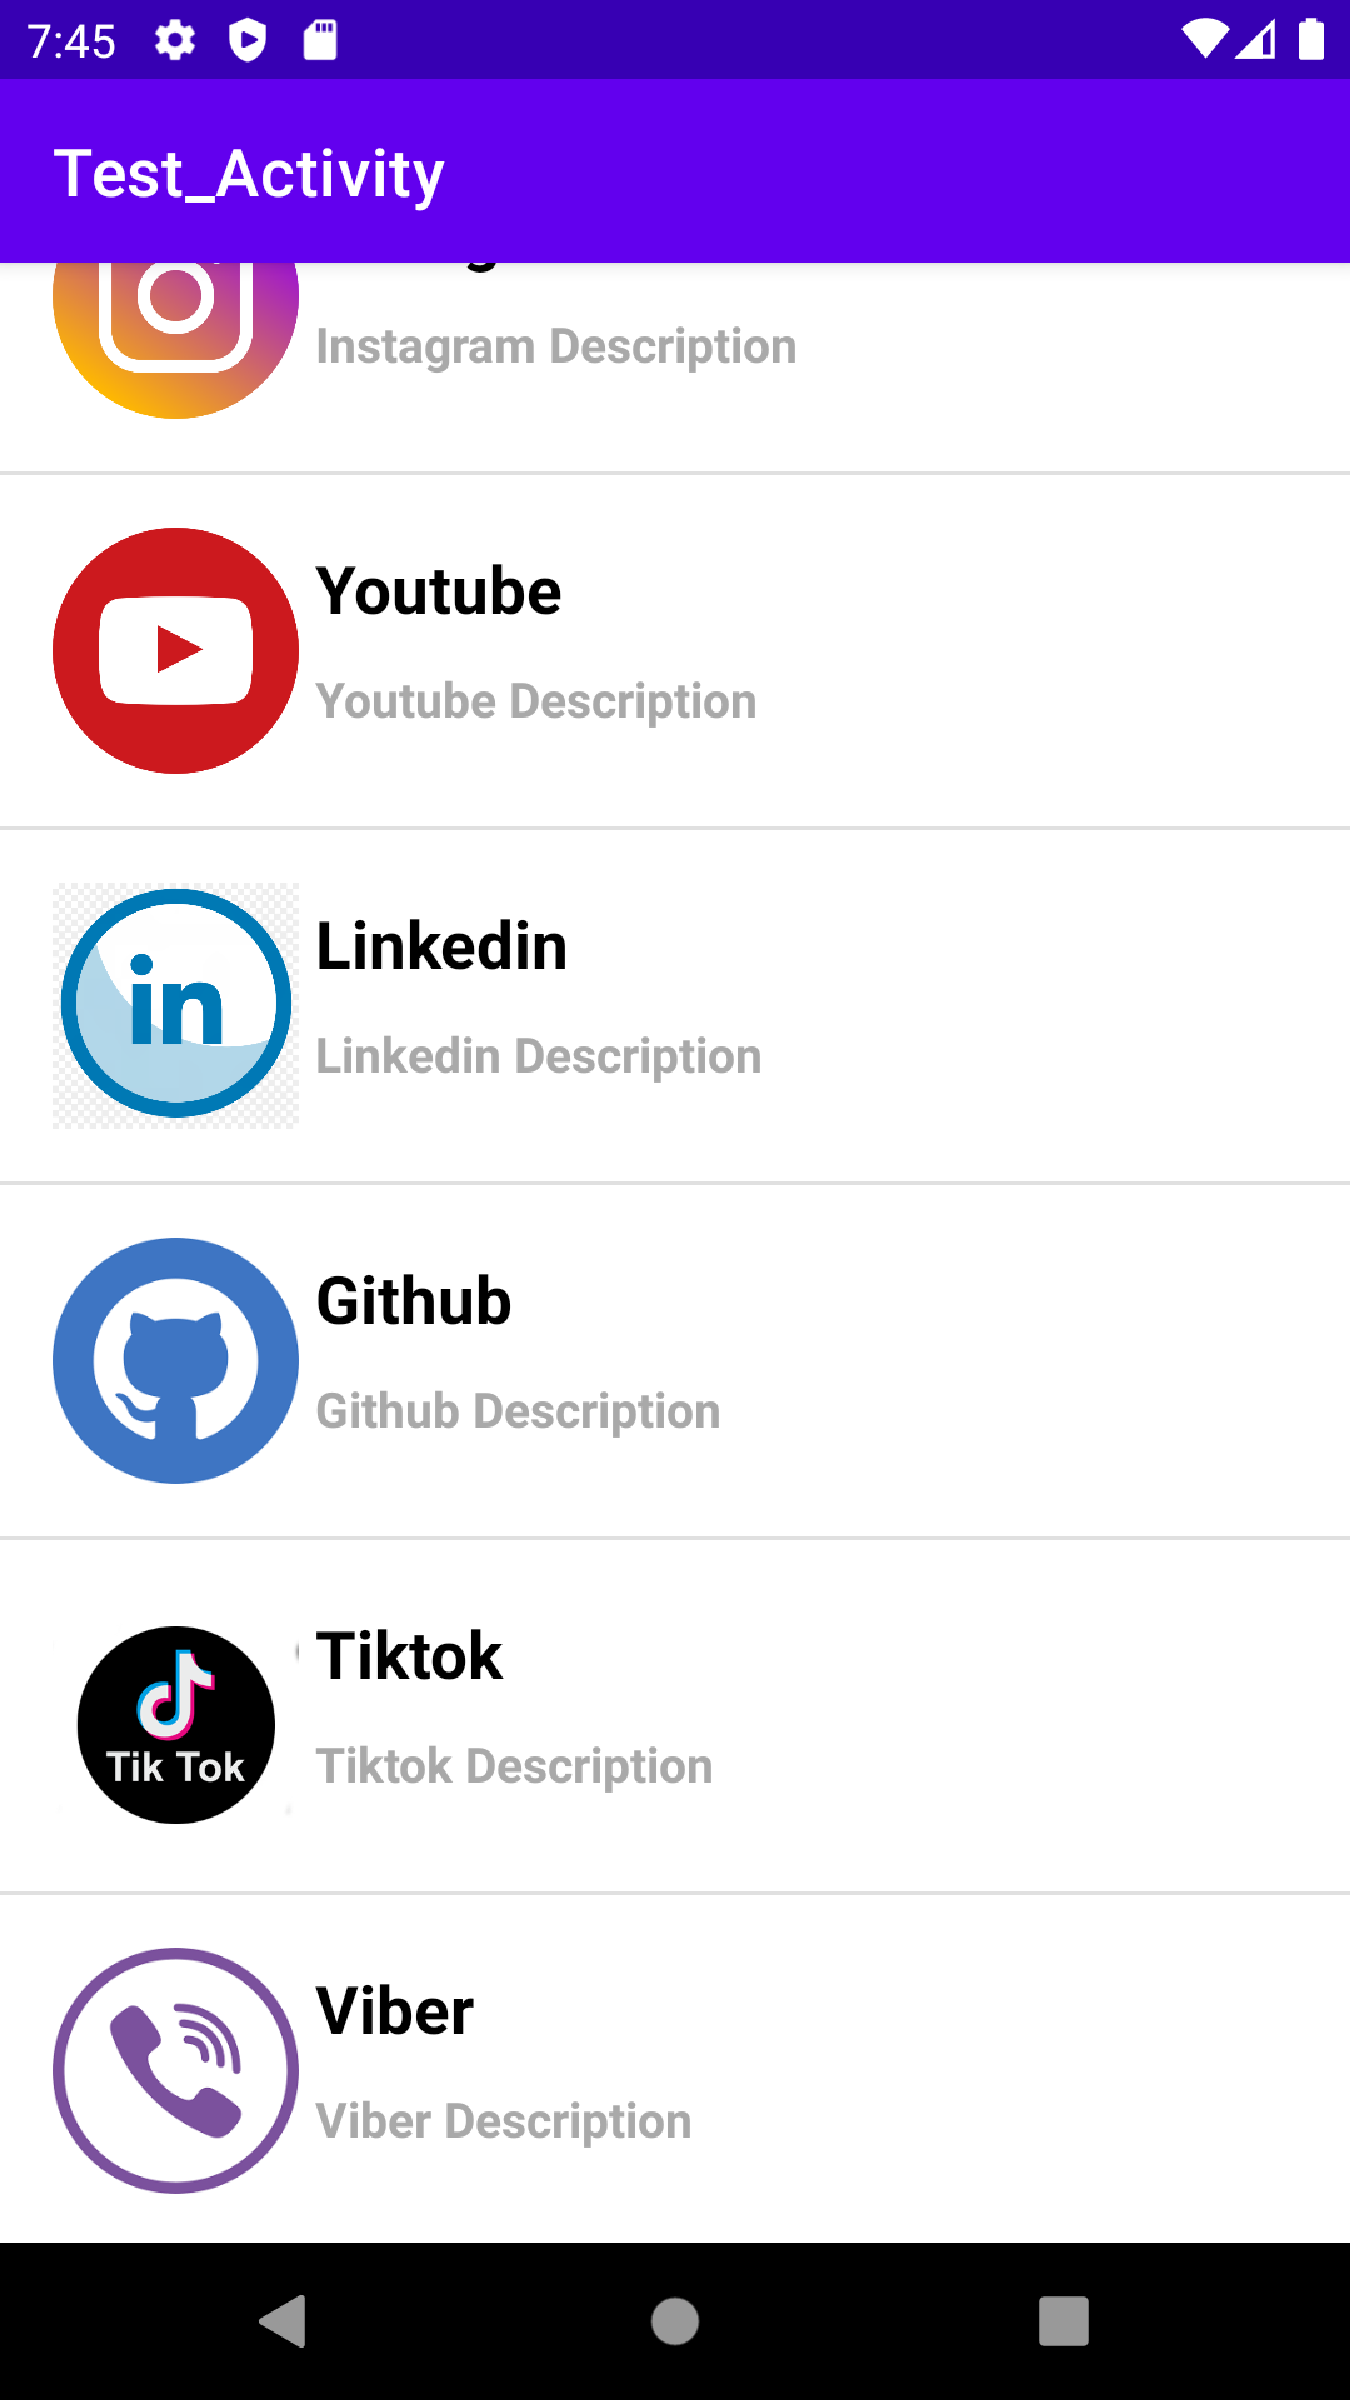 7:45
Test_Activity
Instagram Description
Youtube
Youtube Description
in
Linkedin
Linkedin Description
Github
Github Description
Tiktok
Tik Tok
Tiktok Description
Viber
Viber Description